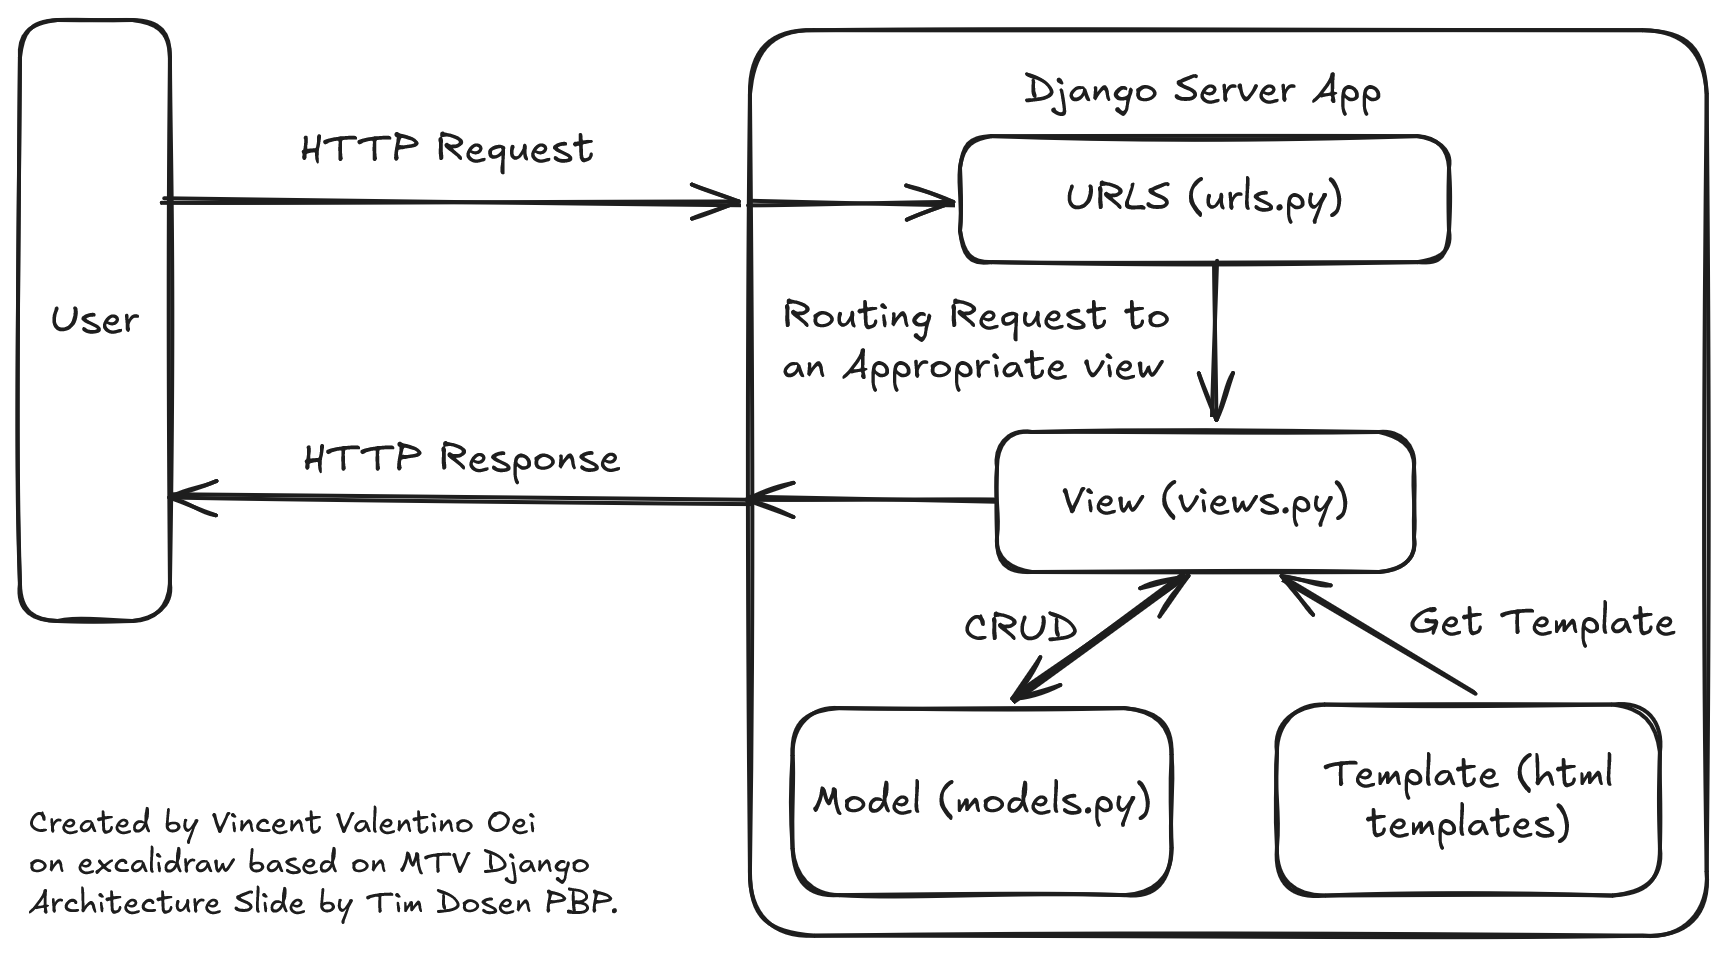 Django Server App
HTTP Request
URLS (urls.py)
User
Routing Request to
an Appropriate view
HTTP Response
View (views.py)
CRUD
Get Template
Model (models.py)
Template (html
templates)
Created by Vincent Valentino Oei
on excalidraw based on MTV Django
Architecture Slide by Tim Dosen PBP.